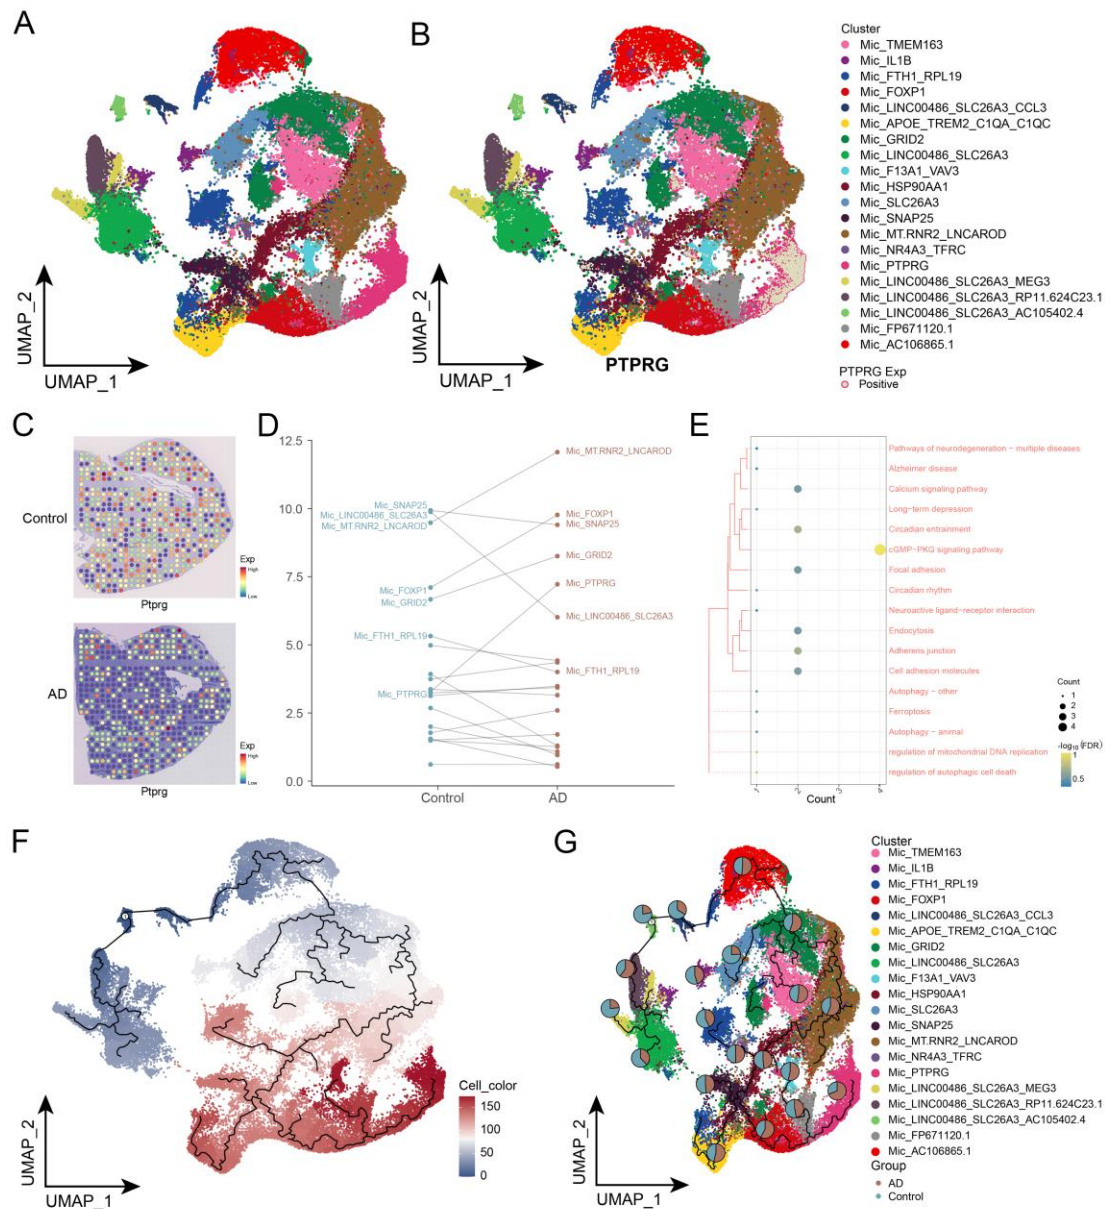 A
B
UMAP_2
UMAP_1
UMAP_2
UMAP_1
PTPRG
Cluster
Mic_TMEM163
Mic_IL1B
Mic_FTH1_RPL19
Mic_FOXP1
Mic_LINC00486_SLC26A3_CCL3
Mic_APOE_TREM2_C1QA_C1QC
Mic_GRID2
Mic_LINC00486_SLC26A3
Mic_F13A1_VAV3
Mic_HSP90AA1
Mic_SLC26A3
Mic_SNAP25
Mic_MT.RNR2_LNCAROD
Mic_NR4A3_TFRC
Mic_PTPRG
Mic_LINC00486_SLC26A3_MEG3
Mic_LINC00486_SLC26A3_RP11.624C23.1
Mic_LINC00486_SLC26A3_AC105402.4
Mic_FP671120.1
Mic_AC106865.1
PTPRG Exp
Positive
C
Control
Exp
High
Low
Ptprg
AD
Exp
High
Low
Ptprg
D
12.5
10.0
7.5
5.0
2.5
0.0
Mic_SNAP25
Mic_LINC00486_SLC26A3
Mic_MT.RNR2_LNCAROD
Mic_FOXP1
Mic_GRID2
Mic_FTH1_RPL19
Mic_PTPRG
Mic_MT.RNR2_LNCAROD
Mic_FOXP1
Mic_SNAP25
Mic_GRID2
Mic_PTPRG
Mic_LINC00486_SLC26A3
Mic_FTH1_RPL19
Control
AD
E
Pathways of neurodegeneration - multiple diseases
Alzheimer disease
Calcium signaling pathway
Long-term depression
Circadian entrainment
cGMP-PKG signaling pathway
Focal adhesion
Circadian rhythm
Neuroactive ligand-receptor interaction
Endocytosis
Adherens junction
Cell adhesion molecules
Autophagy - other
Ferroptosis
Autophagy - animal
regulation of mitochondrial DNA replication
regulation of autophagic cell death
1
2
3
4
Count
Count
1
2
3
4
-log10(FDR)
1
0.5
F
UMAP_2
UMAP_1
Cell_color
150
100
50
0
G
UMAP_2
UMAP_1
Cluster
Mic_TMEM163
Mic_IL1B
Mic_FTH1_RPL19
Mic_FOXP1
Mic_LINC00486_SLC26A3_CCL3
Mic_APOE_TREM2_C1QA_C1QC
Mic_GRID2
Mic_LINC00486_SLC26A3
Mic_F13A1_VAV3
Mic_HSP90AA1
Mic_SLC26A3
Mic_SNAP25
Mic_MT.RNR2_LNCAROD
Mic_NR4A3_TFRC
Mic_PTPRG
Mic_LINC00486_SLC26A3_MEG3
Mic_LINC00486_SLC26A3_RP11.624C23.1
Mic_LINC00486_SLC26A3_AC105402.4
Mic_FP671120.1
Mic_AC106865.1
Group
AD
Control